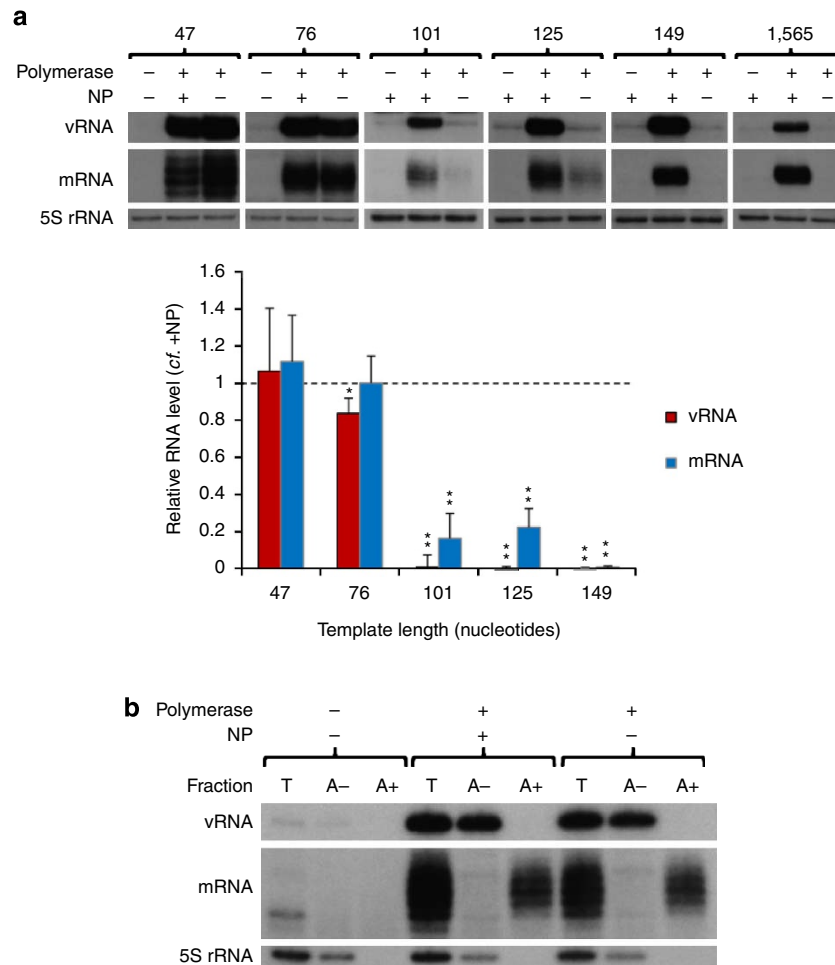 a
47 76 101 125 149 1,565
Polymerase – + + – + + – + + – + + – + + – + +
NP – + – – + – + + – + + – + + – + + –
vRNA
mRNA
5S rRNA
1.6
1.4
1.2
1
0.8
0.6
0.4
0.2
0
Relative RNA level (cf. +NP)
* ** ** ** ** ** **
47 76 101 125 149
Template length (nucleotides)
vRNA
mRNA
b
Polymerase – + +
NP – + –
Fraction T A– A+ T A– A+ T A– A+
vRNA
mRNA
5S rRNA